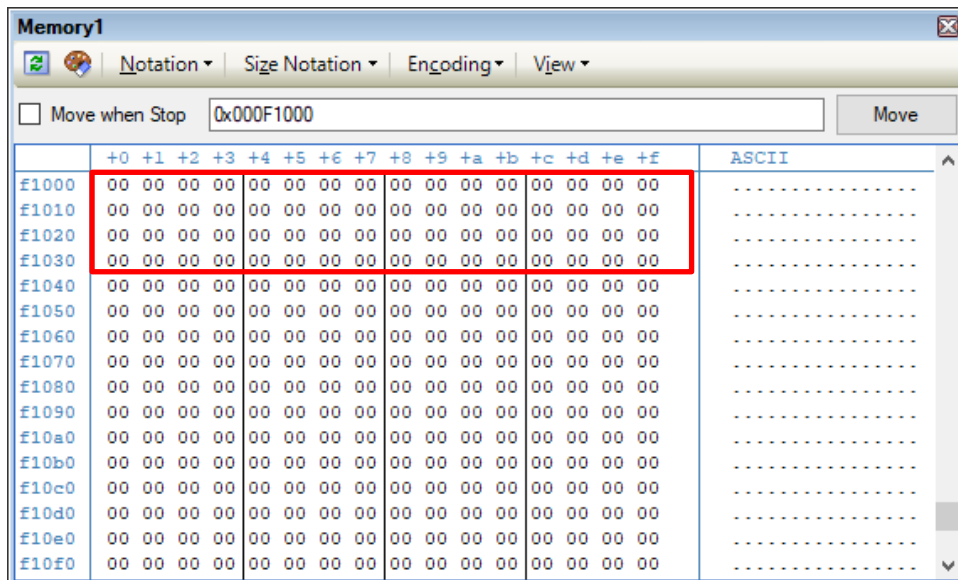 Memory1
Notation Size Notation Encoding View
Move when Stop 0x000F1000 Move
+0 +1 +2 +3 +4 +5 +6 +7 +8 +9 +a +b +c +d +e +f ASCII
f1000 00 00 00 00 00 00 00 00 00 00 00 00 00 00 00 00 ................
f1010 00 00 00 00 00 00 00 00 00 00 00 00 00 00 00 00 ................
f1020 00 00 00 00 00 00 00 00 00 00 00 00 00 00 00 00 ................
f1030 00 00 00 00 00 00 00 00 00 00 00 00 00 00 00 00 ................
f1040 00 00 00 00 00 00 00 00 00 00 00 00 00 00 00 00 ................
f1050 00 00 00 00 00 00 00 00 00 00 00 00 00 00 00 00 ................
f1060 00 00 00 00 00 00 00 00 00 00 00 00 00 00 00 00 ................
f1070 00 00 00 00 00 00 00 00 00 00 00 00 00 00 00 00 ................
f1080 00 00 00 00 00 00 00 00 00 00 00 00 00 00 00 00 ................
f1090 00 00 00 00 00 00 00 00 00 00 00 00 00 00 00 00 ................
f10a0 00 00 00 00 00 00 00 00 00 00 00 00 00 00 00 00 ................
f10b0 00 00 00 00 00 00 00 00 00 00 00 00 00 00 00 00 ................
f10c0 00 00 00 00 00 00 00 00 00 00 00 00 00 00 00 00 ................
f10d0 00 00 00 00 00 00 00 00 00 00 00 00 00 00 00 00 ................
f10e0 00 00 00 00 00 00 00 00 00 00 00 00 00 00 00 00 ................
f10f0 00 00 00 00 00 00 00 00 00 00 00 00 00 00 00 00 ................